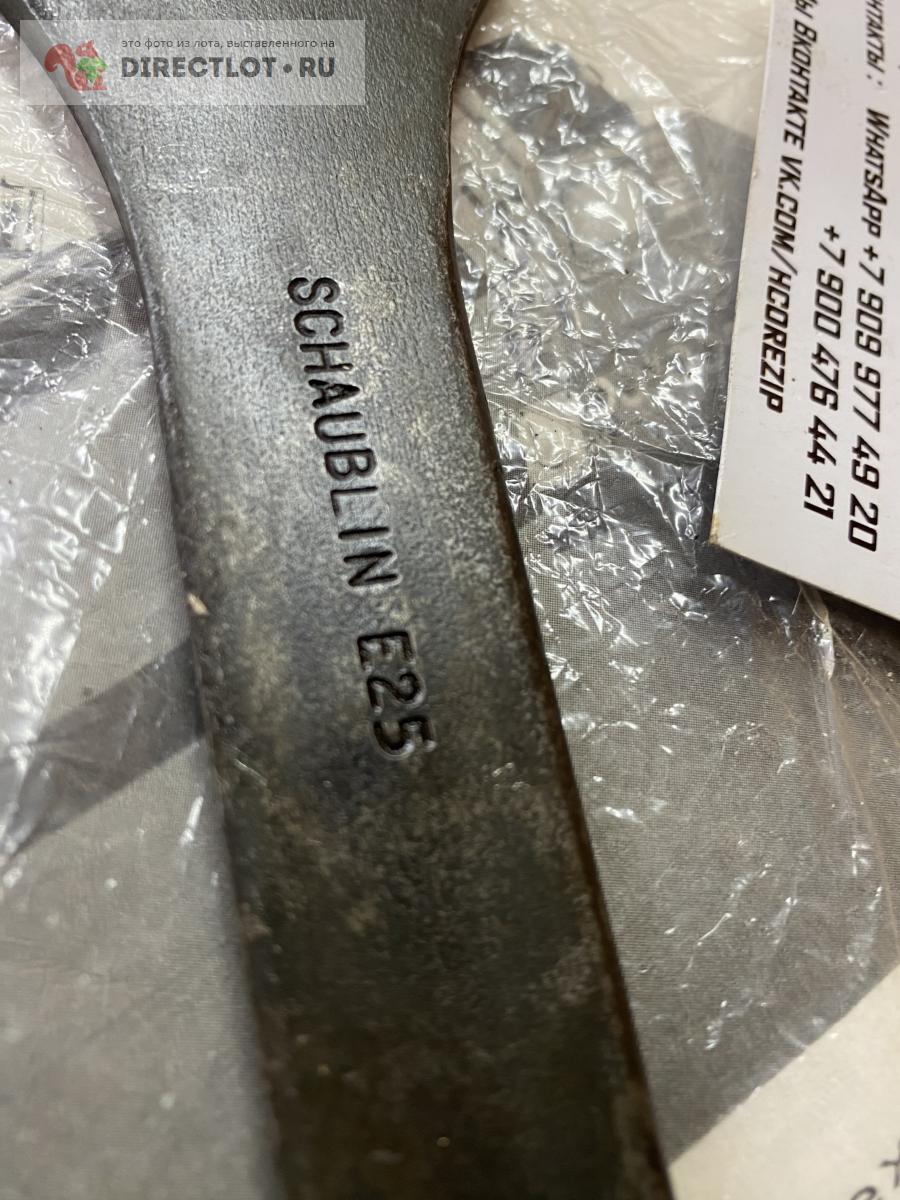 это фото из лота, выставленного на
DIRECTLOT•RU
SCHAUBLIN E25
WHATSAPP +7 909 977 49 20
+7 900 476 44 21
ВКОНТАКТЕ VK.COM/HCOREZIP